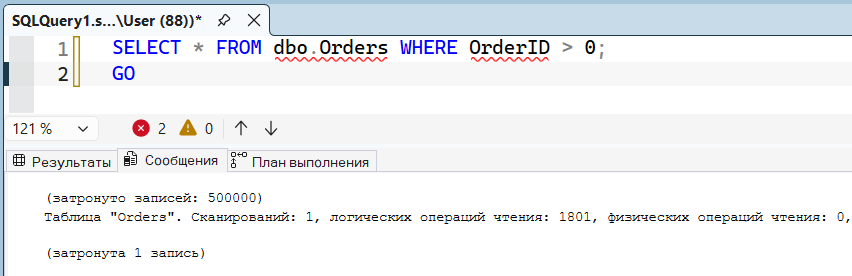 SQLQuery1.s...\User (88))*
1 SELECT * FROM dbo.Orders WHERE OrderID > 0;
2 GO
121 % 2 0
Результаты Сообщения План выполнения
(затронуто записей: 500000)
Таблица "Orders". Сканирований: 1, логических операций чтения: 1801, физических операций чтения: 0,
(затронута 1 запись)